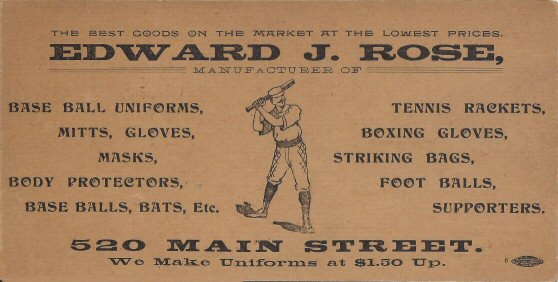 THE BEST GOODS ON THE MARKET AT THE LOWEST PRICES.
EDWARD J. ROSE,
MANUFACTURER OF
BASE BALL UNIFORMS,
MITTS, GLOVES,
MASKS,
BODY PROTECTORS,
BASE BALLS, BATS, Etc.
TENNIS RACKETS,
BOXING GLOVES,
STRIKING BAGS,
FOOT BALLS,
SUPPORTERS.
520 MAIN STREET.
We Make Uniforms at $1.50 Up.
6